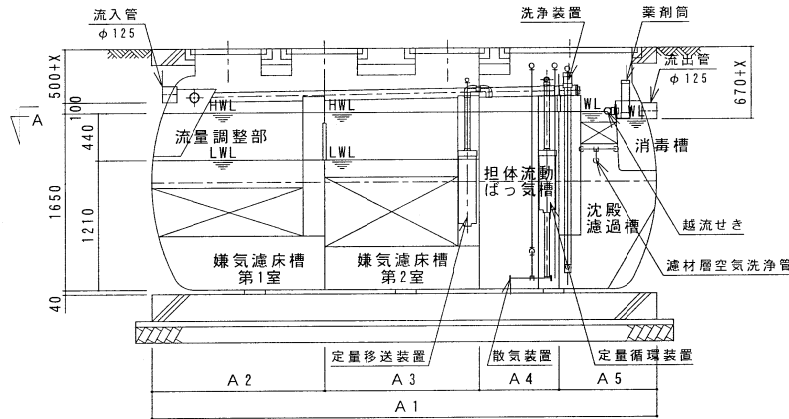 流入管
φ125
洗浄装置
薬剤筒
流出管
φ125
500+X
670+X
A
100
HWL
HWL
WL
WL
流量調整部
消毒槽
440
LWL
LWL
担体流動
ばっ気槽
1650
1210
沈殿
濾過槽
越流せき
嫌気濾床槽
第1室
嫌気濾床槽
第2室
濾材層空気洗浄管
40
定量移送装置
散気装置
定量循環装置
A2
A3
A4
A5
A1